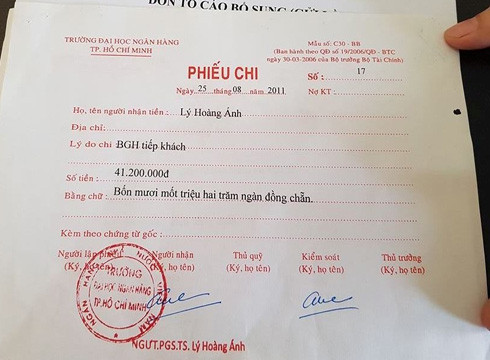 ĐƠN TỐ CÁO BỔ SUNG
TRƯỜNG ĐẠI HỌC NGÂN HÀNG
TP. HỒ CHÍ MINH
Mẫu số: C30 - BB
(Ban hành theo QĐ số 19/2006/QĐ - BTC
ngày 30-03-2006 của Bộ trưởng Bộ Tài Chính)
PHIẾU CHI
Số : 17
Ngày 25 tháng 08 năm 2011
Nợ KT :
Họ, tên người nhận tiền : Lý Hoàng Ánh
Địa chỉ:
Lý do chi BGH tiếp khách
Số tiền : 41.200.000đ
Bằng chữ : Bốn mươi mốt triệu hai trăm ngàn đồng chẵn.
Kèm theo chứng từ gốc :
Người lập phiếu Người nhận Thủ quỹ Kiểm soát Thủ trưởng
(Ký, họ tên) (Ký, họ tên) (Ký, họ tên) (Ký, họ tên) (Ký, họ tên)
NGÂN HÀNG NHÀ NƯỚC VIỆT NAM
TRƯỜNG
ĐẠI HỌC NGÂN HÀNG
TP.HỒ CHÍ MINH
NGƯT.PGS.TS. Lý Hoàng Ánh